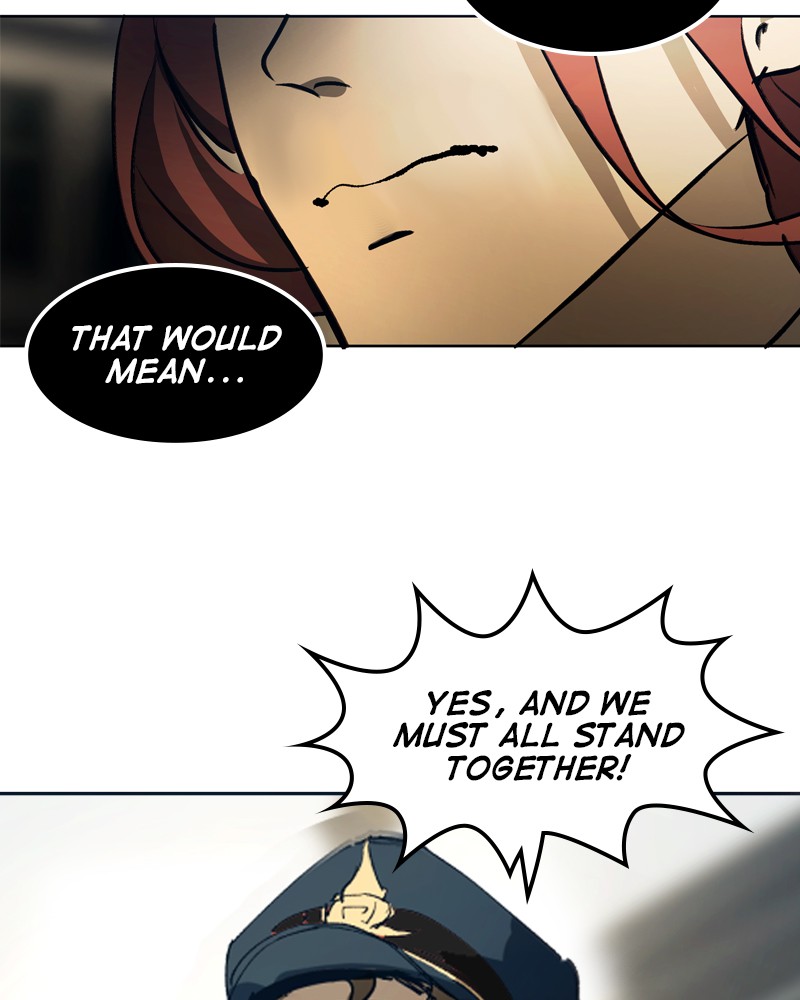 THAT WOULD
MEAN...
YES, AND WE
MUST ALL STAND
TOGETHER!